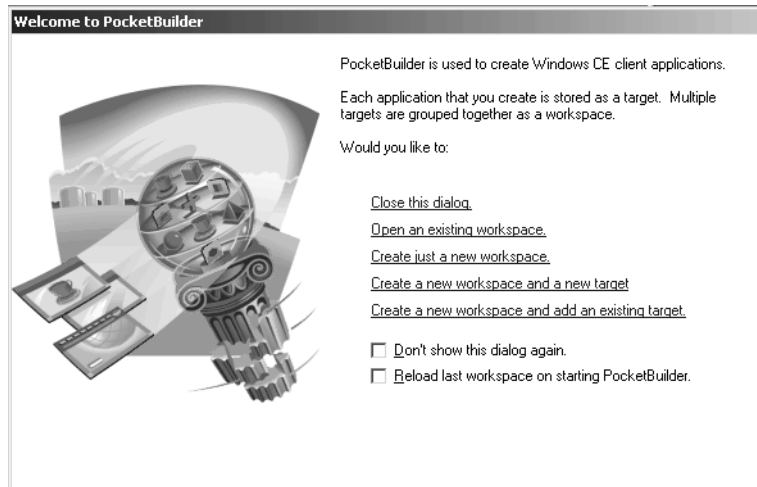 Welcome to PocketBuilder
PocketBuilder is used to create Windows CE client applications.
Each application that you create is stored as a target. Multiple
targets are grouped together as a workspace.
Would you like to:
Close this dialog.
Open an existing workspace.
Create just a new workspace.
Create a new workspace and a new target
Create a new workspace and add an existing target.
Don't show this dialog again.
Reload last workspace on starting PocketBuilder.